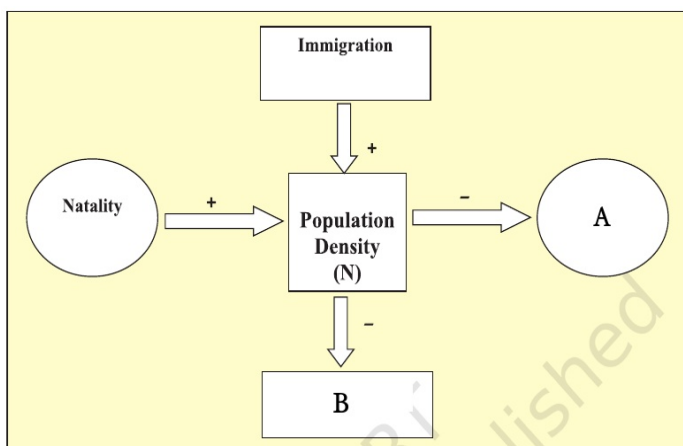 Immigration
+
Natality
+
Population
Density
(N)
–
A
–
B